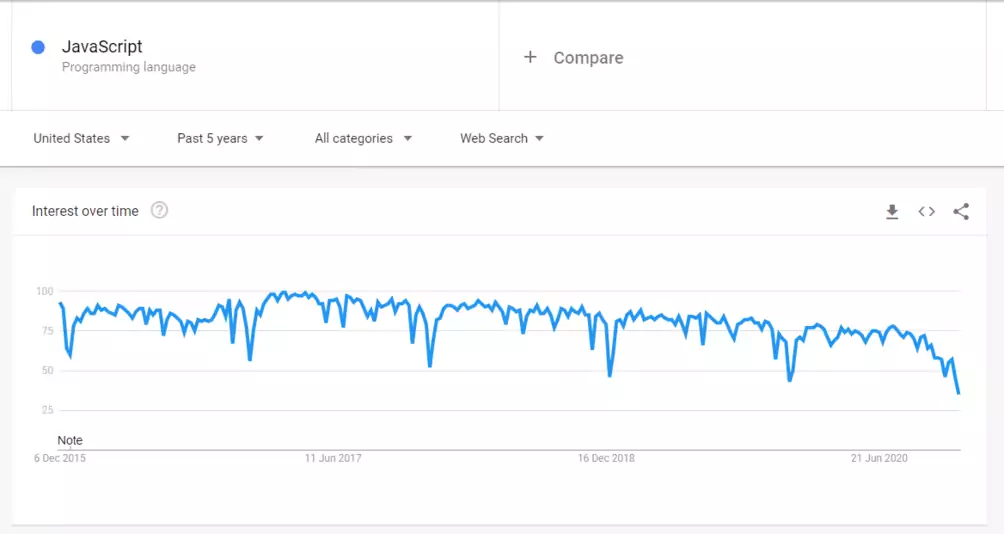 JavaScript
Programming language
+ Compare
United States
Past 5 years
All categories
Web Search
Interest over time ?
100
75
50
25
Note
6 Dec 2015
11 Jun 2017
16 Dec 2018
21 Jun 2020